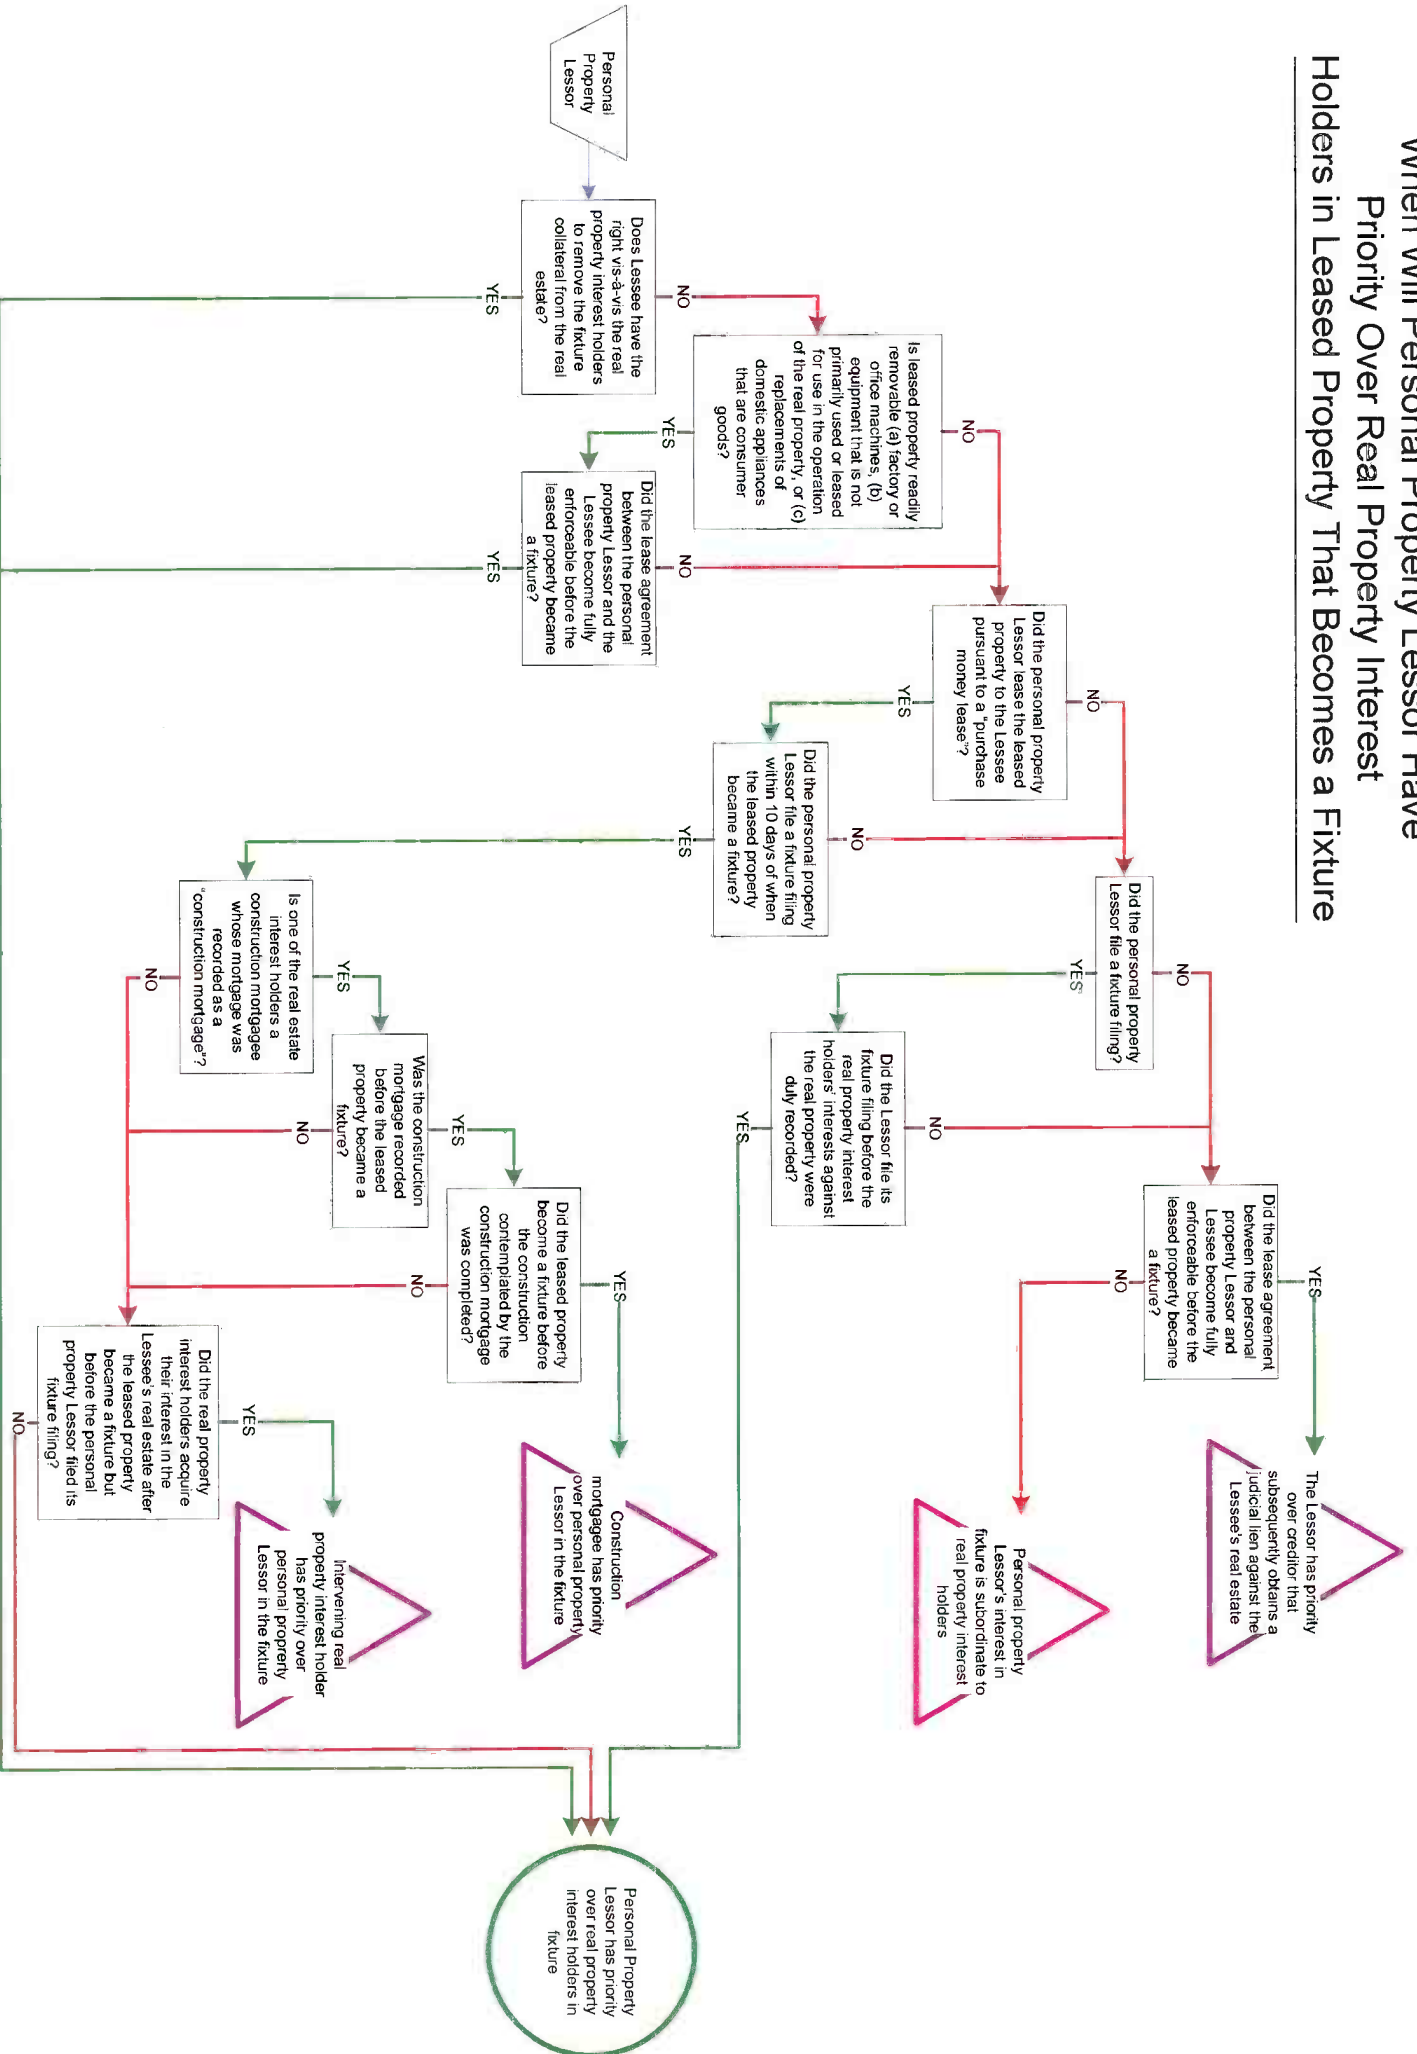 When Will Personal Property Lessor Have
Priority Over Real Property Interest
Holders in Leased Property That Becomes a Fixture
Personal
Property
Lessor
Does Lessee have the
right vis-à-vis the real
property interest holders
to remove the fixture
collateral from the real
estate?
NO
YES
Is leased property readily
removable (a) factory or
office machines, (b)
equipment that is not
primarily used or leased
for use in the operation
of the real property, or (c)
replacements of
domestic appliances
that are consumer
goods?
NO
YES
Did the lease agreement
between the personal
property Lessor and the
Lessee become fully
enforceable before the
leased property became
a fixture?
NO
YES
Did the personal property
Lessor lease the leased
property to the Lessee
pursuant to a "purchase
money lease"?
NO
YES
Did the personal property
Lessor file a fixture filing
within 10 days of when
the leased property
became a fixture?
NO
YES
Did the personal property
Lessor file a fixture filing?
NO
YES
Did the Lessor file its
fixture filing before the
real property interest
holders' interests against
the real property were
duly recorded?
NO
YES
Did the lease agreement
between the personal
property Lessor and
Lessee become fully
enforceable before the
leased property became
a fixture?
YES
NO
The Lessor has priority
over creditor that
subsequently obtains a
judicial lien against the
Lessee's real estate
Personal property
Lessor's interest in
fixture is subordinate to
real property interest
holders
Is one of the real estate
interest holders a
construction mortgagee
whose mortgage was
recorded as a
"construction mortgage"?
YES
NO
Was the construction
mortgage recorded
before the leased
property became a
fixture?
YES
NO
Did the leased property
become a fixture before
the construction
contemplated by the
construction mortgage
was completed?
YES
NO
Construction
mortgagee has priority
over personal property
Lessor in the fixture
Did the real property
interest holders acquire
their interest in the
Lessee's real estate after
the leased property
became a fixture but
before the personal
property Lessor filed its
fixture filing?
YES
NO
Intervening real
property interest holder
has priority over
personal proprerty
Lessor in the fixture
Personal Property
Lessor has priority
over real property
interest holders in
fixture